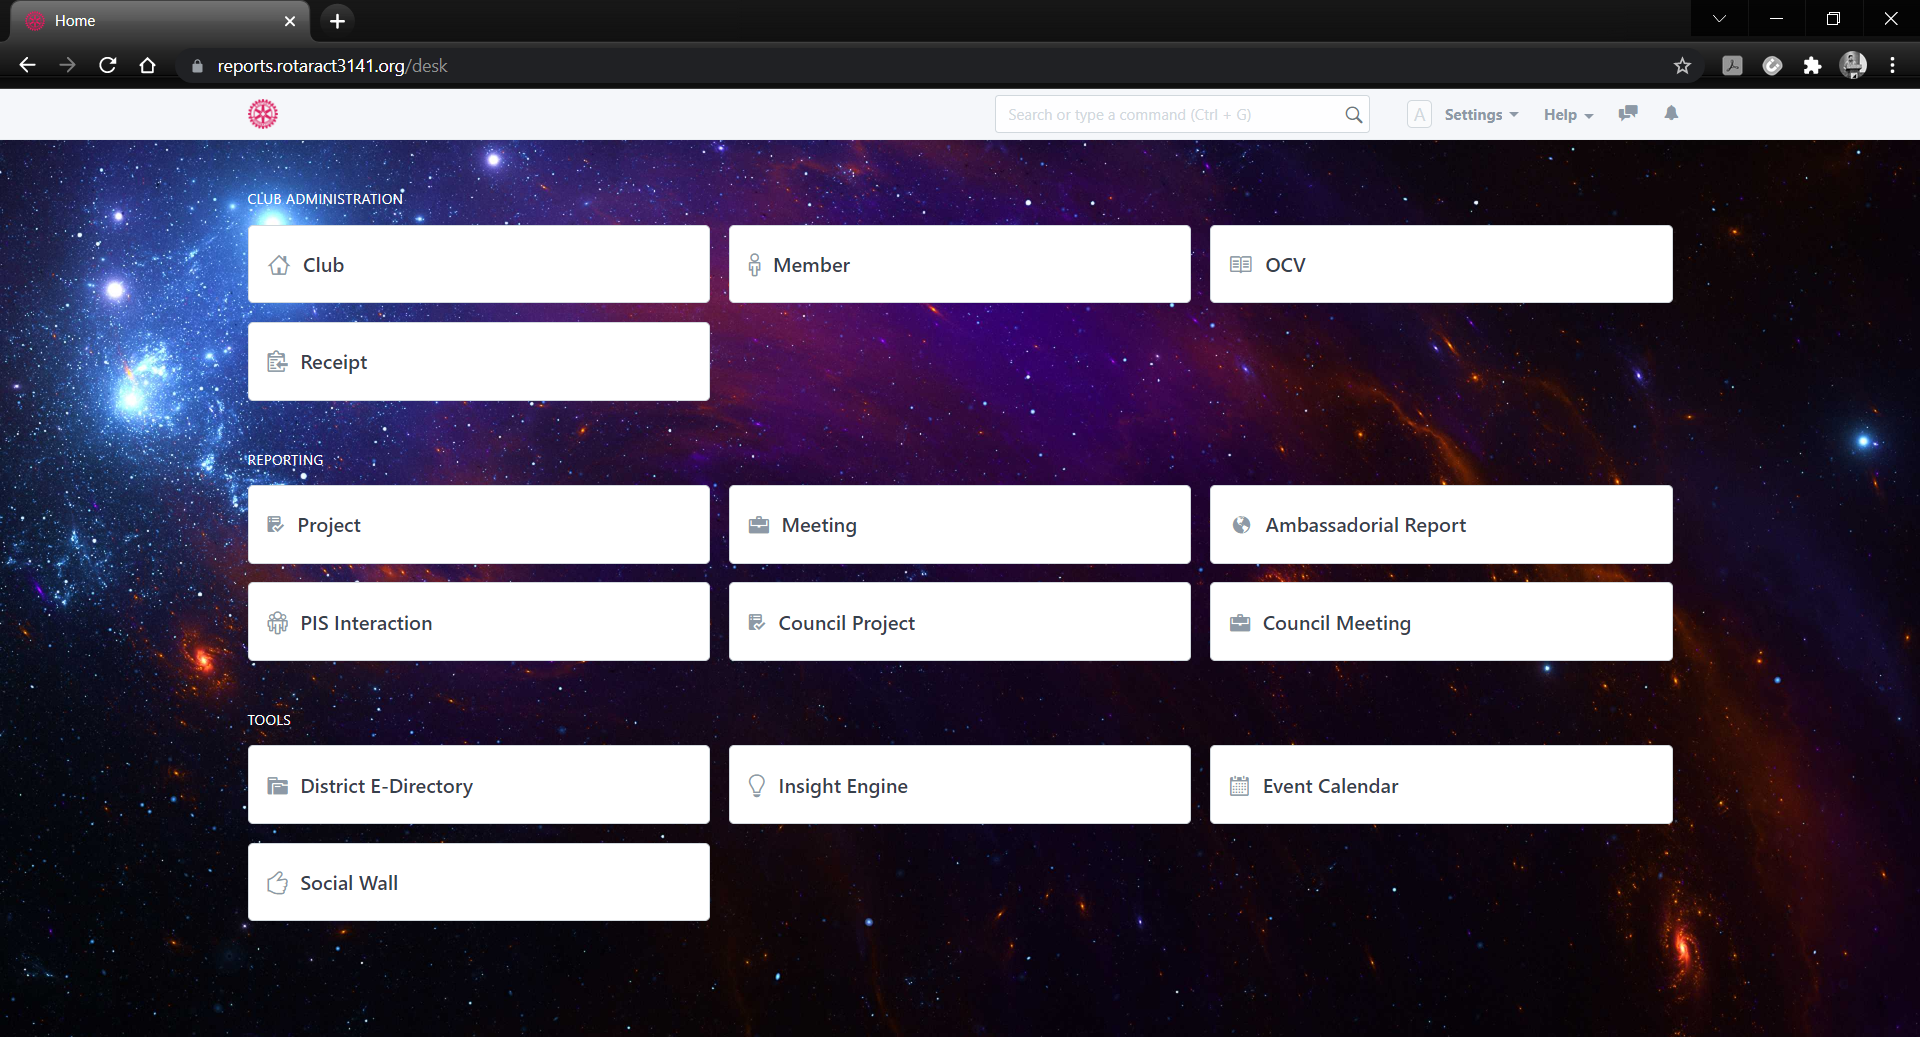 Home
reports.rotaract3141.org/desk
Search or type a command (Ctrl + G)
A
Settings
Help
CLUB ADMINISTRATION
Club
Member
OCV
Receipt
REPORTING
Project
Meeting
Ambassadorial Report
PIS Interaction
Council Project
Council Meeting
TOOLS
District E-Directory
Insight Engine
Event Calendar
Social Wall